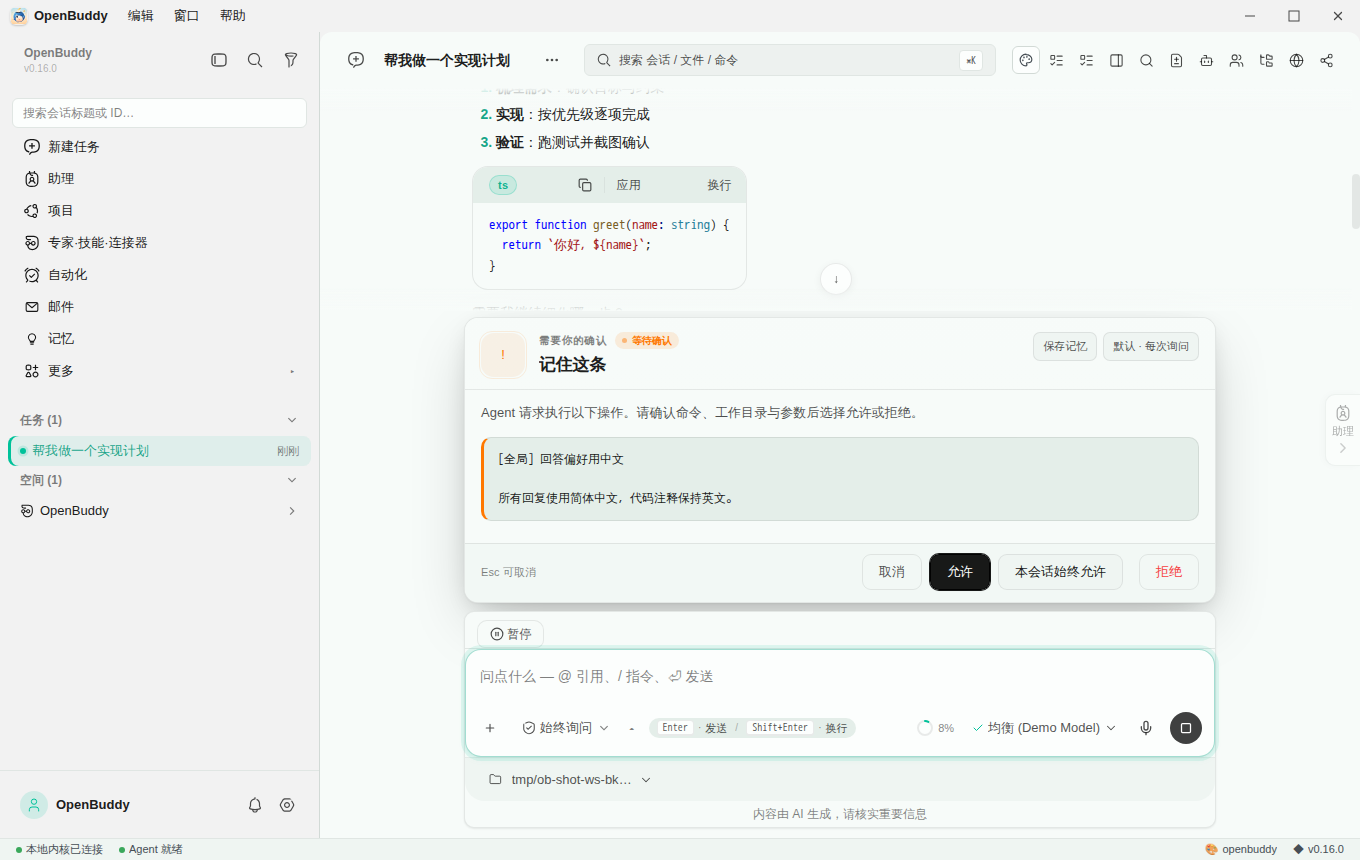 OpenBuddy 编辑 窗口 帮助
OpenBuddy
v0.16.0
搜索会话标题或 ID…
新建任务
助理
项目
专家·技能·连接器
自动化
邮件
记忆
更多
任务 (1)
帮我做一个实现计划 刚刚
空间 (1)
OpenBuddy
OpenBuddy
帮我做一个实现计划
搜索 会话 / 文件 / 命令 ⌘K
2. 实现：按优先级逐项完成
3. 验证：跑测试并截图确认
ts 应用 换行
export function greet(name: string) {
return `你好, ${name}`;
}
↓
需要你的确认 等待确认
! 记住这条
保存记忆 默认 · 每次询问
Agent 请求执行以下操作。请确认命令、工作目录与参数后选择允许或拒绝。
[全局] 回答偏好用中文
所有回复使用简体中文, 代码注释保持英文。
Esc 可取消 取消 允许 本会话始终允许 拒绝
助理
暂停
问点什么 — @ 引用、/ 指令、⏎ 发送
始终询问 Enter · 发送 / Shift+Enter · 换行 8% 均衡 (Demo Model)
tmp/ob-shot-ws-bk…
内容由 AI 生成，请核实重要信息
本地内核已连接 Agent 就绪 openbuddy v0.16.0